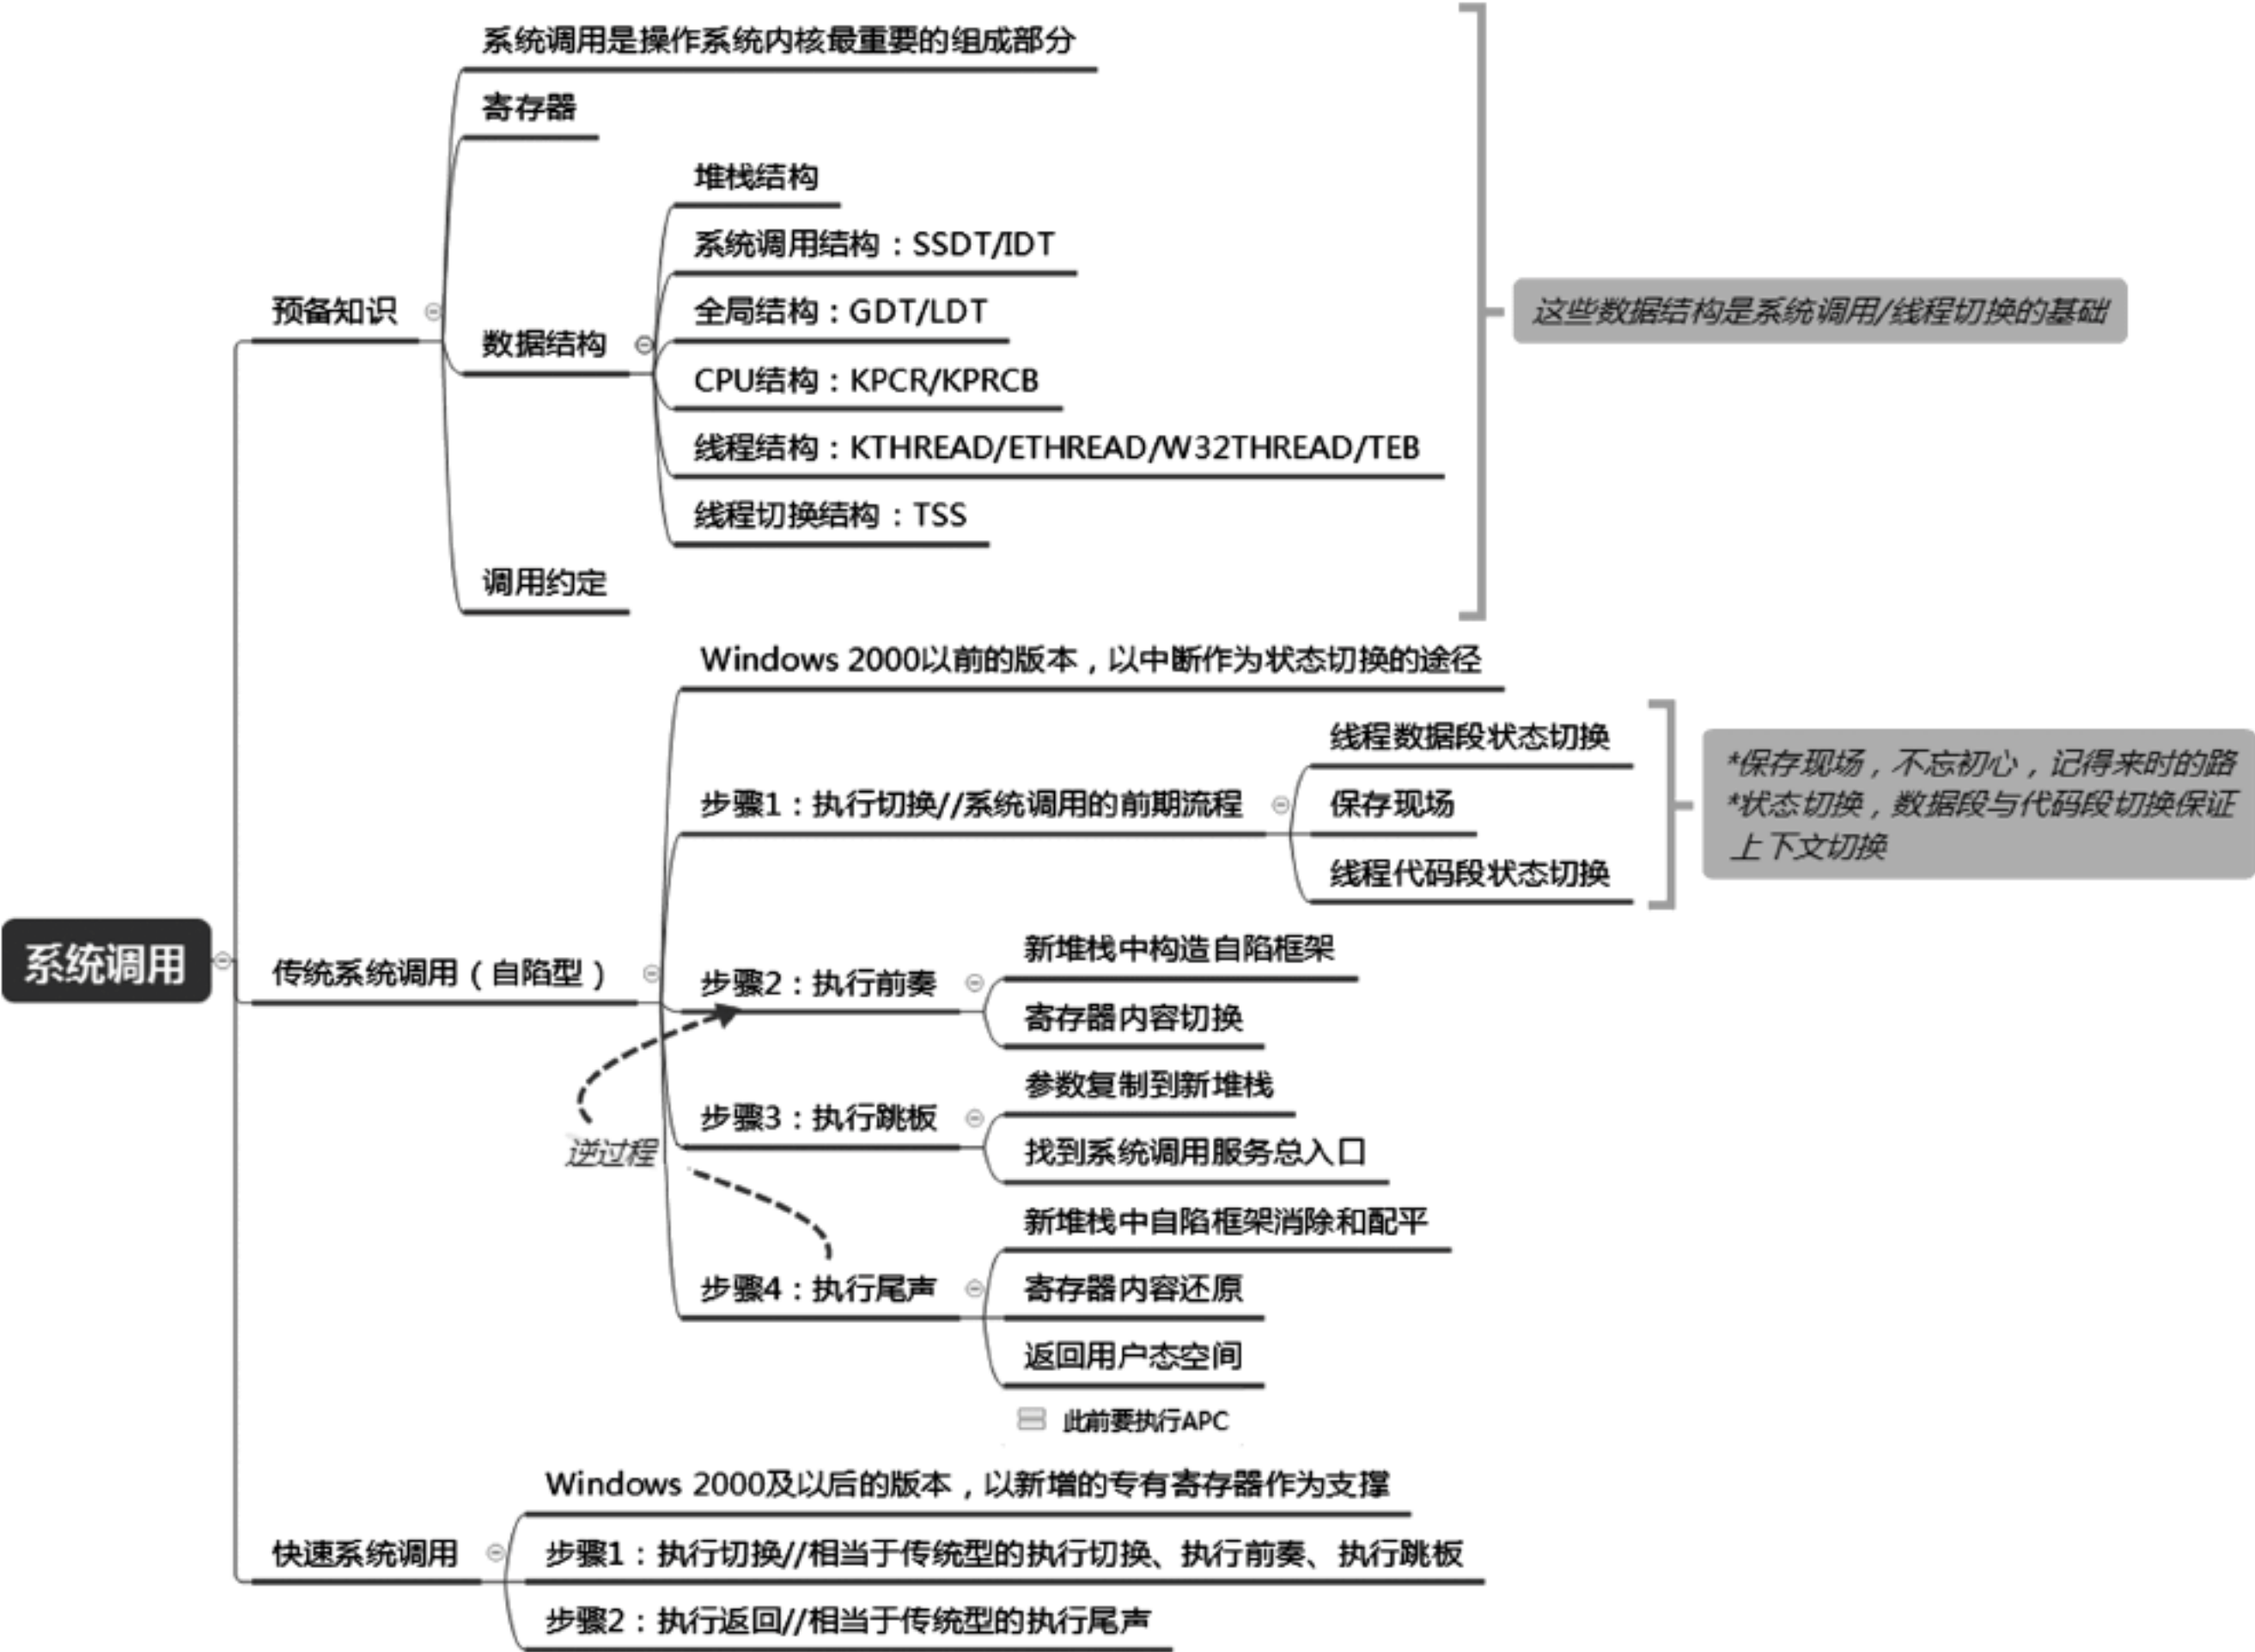 系统调用是操作系统内核最重要的组成部分
寄存器
堆栈结构
系统调用结构：SSDT/IDT
全局结构：GDT/LDT
CPU结构：KPCR/KPRCB
线程结构：KTHREAD/ETHREAD/W32THREAD/TEB
线程切换结构：TSS
数据结构
预备知识
调用约定
这些数据结构是系统调用/线程切换的基础
Windows 2000以前的版本，以中断作为状态切换的途径
步骤1：执行切换//系统调用的前期流程
线程数据段状态切换
保存现场
线程代码段状态切换
*保存现场，不忘初心，记得来时的路
*状态切换，数据段与代码段切换保证
上下文切换
系统调用
传统系统调用（自陷型）
步骤2：执行前奏
新堆栈中构造自陷框架
寄存器内容切换
步骤3：执行跳板
参数复制到新堆栈
找到系统调用服务总入口
逆过程
步骤4：执行尾声
新堆栈中自陷框架消除和配平
寄存器内容还原
返回用户态空间
此前要执行APC
快速系统调用
Windows 2000及以后的版本，以新增的专有寄存器作为支撑
步骤1：执行切换//相当于传统型的执行切换、执行前奏、执行跳板
步骤2：执行返回//相当于传统型的执行尾声